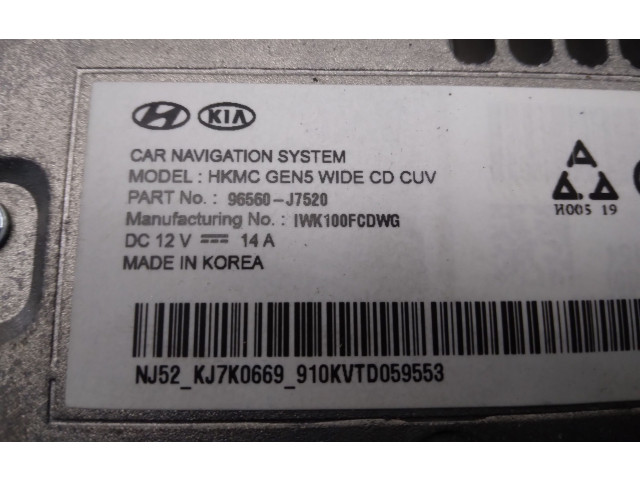 KIA
CAR NAVIGATION SYSTEM
MODEL : HKMC GEN5 WIDE CD CUV
PART No. : 96560-J7520
Manufacturing No. : IWK100FCDWG
DC 12 V ⎓ 14 A
MADE IN KOREA
H005 19
NJ52_KJ7K0669_910KVTD059553